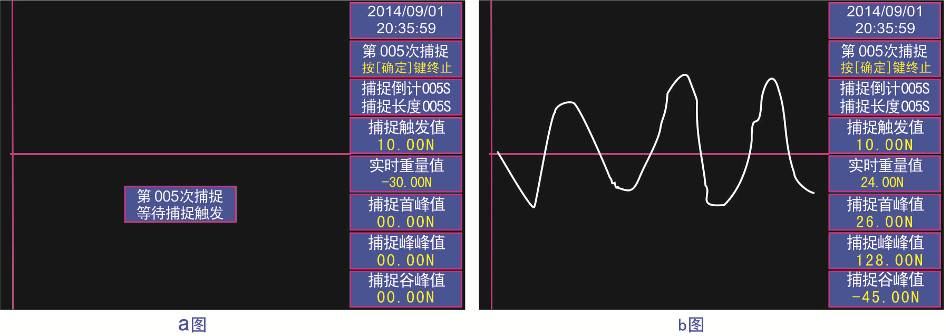 2014/09/01
20:35:59
第 005次捕捉
按[确定]键终止
捕捉倒计005S
捕捉长度005S
捕捉触发值
10.00N
实时重量值
-30.00N
捕捉首峰值
00.00N
捕捉峰峰值
00.00N
捕捉谷峰值
00.00N
第 005次捕捉
等待捕捉触发
a图
2014/09/01
20:35:59
第 005次捕捉
按[确定]键终止
捕捉倒计005S
捕捉长度005S
捕捉触发值
10.00N
实时重量值
24.00N
捕捉首峰值
26.00N
捕捉峰峰值
128.00N
捕捉谷峰值
-45.00N
b图